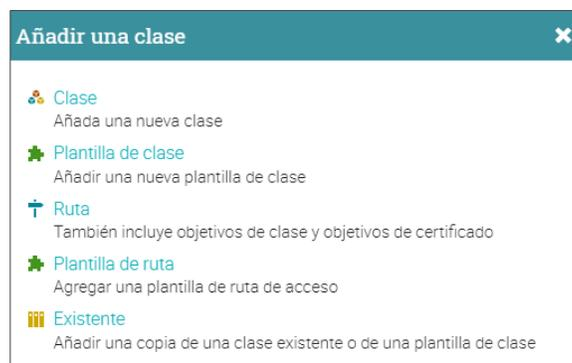 Añadir una clase
Clase
Añada una nueva clase
Plantilla de clase
Añadir una nueva plantilla de clase
Ruta
También incluye objetivos de clase y objetivos de certificado
Plantilla de ruta
Agregar una plantilla de ruta de acceso
Existente
Añadir una copia de una clase existente o de una plantilla de clase